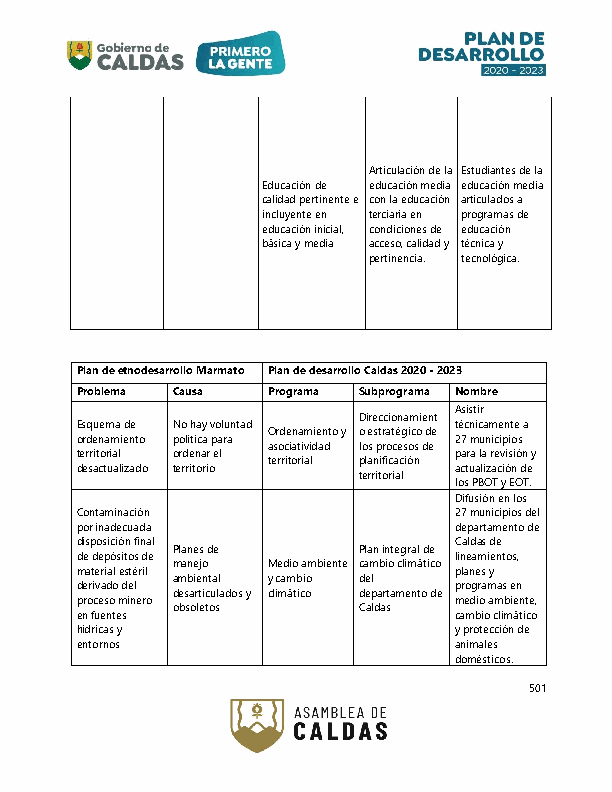 Gobierno de
CALDAS
PRIMERO
LA GENTE
PLAN DE
DESARROLLO
2020 - 2023
Educación de
calidad pertinente e
incluyente en
educación inicial,
básica y media
Articulación de la
educación media
con la educación
terciaria en
condiciones de
acceso, calidad y
pertinencia.
Estudiantes de la
educación media
articulados a
programas de
educación
técnica y
tecnológica.
Plan de etnodesarrollo Marmato
Plan de desarrollo Caldas 2020 - 2023
Problema
Causa
Programa
Subprograma
Nombre
Esquema de
ordenamiento
territorial
desactualizado
No hay voluntad
política para
ordenar el
territorio
Ordenamiento y
asociatividad
territorial
Direccionamient
o estratégico de
los procesos de
planificación
territorial
Asistir
técnicamente a
27 municipios
para la revisión y
actualización de
los PBOT y EOT.
Contaminación
por inadecuada
disposición final
de depósitos de
material estéril
derivado del
proceso minero
en fuentes
hídricas y
entornos
Planes de
manejo
ambiental
desarticulados y
obsoletos
Medio ambiente
y cambio
climático
Plan integral de
cambio climático
del
departamento de
Caldas
Difusión en los
27 municipios del
departamento de
Caldas de
lineamientos,
planes y
programas en
medio ambiente,
cambio climático
y protección de
animales
domésticos.
501
ASAMBLEA DE
CALDAS